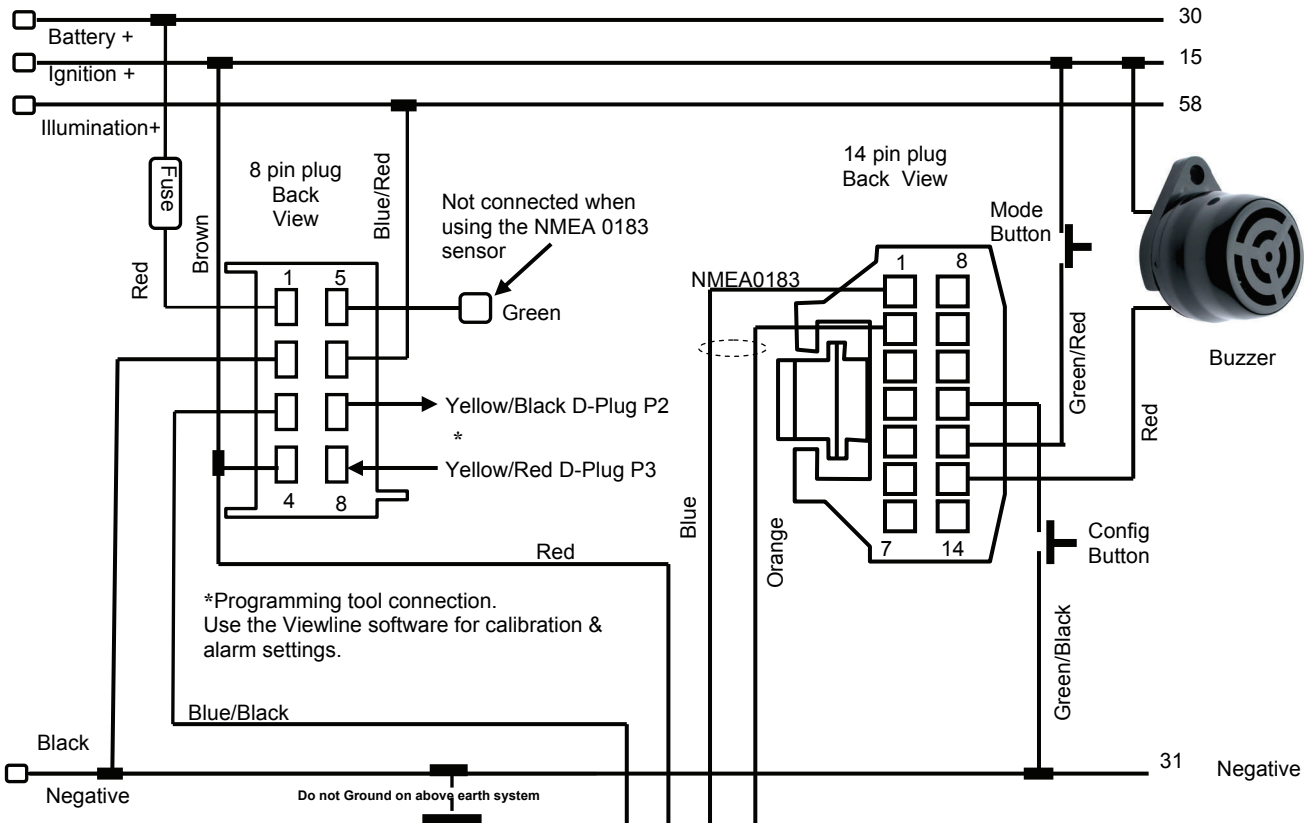 30
Battery +
15
Ignition +
58
Illumination+
Fuse
8 pin plug
Back
View
Blue/Red
Not connected when
using the NMEA 0183
sensor
14 pin plug
Back View
Mode
Button
Red
Brown
1
5
Green
NMEA0183
1
8
Green/Red
Buzzer
Yellow/Black D-Plug P2
*
Yellow/Red D-Plug P3
4
8
Red
Blue
Orange
7
14
Config
Button
Red
*Programming tool connection.
Use the Viewline software for calibration &
alarm settings.
Green/Black
Blue/Black
Black
31
Negative
Negative
Do not Ground on above earth system